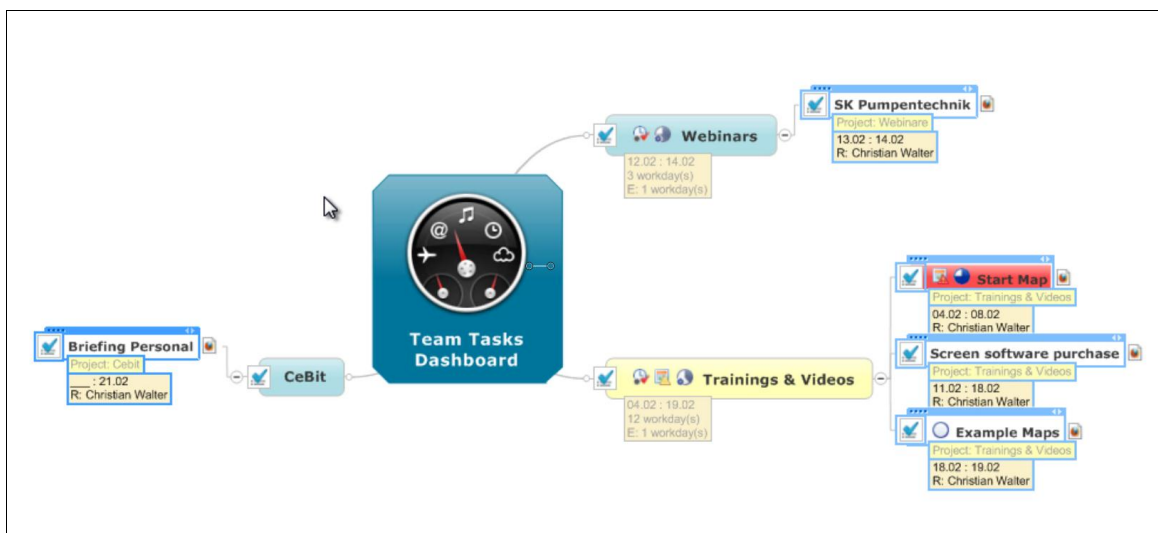 SK Pumpentechnik
Project: Webinare
13.02 : 14.02
R: Christian Walter
Webinars
12.02 : 14.02
3 workday(s)
E: 1 workday(s)
@
Team Tasks
Dashboard
Start Map
Project: Trainings & Videos
04.02 : 08.02
R: Christian Walter
Screen software purchase
Project: Trainings & Videos
11.02 : 18.02
R: Christian Walter
Example Maps
Project: Trainings & Videos
18.02 : 19.02
R: Christian Walter
Trainings & Videos
04.02 : 19.02
12 workday(s)
E: 1 workday(s)
Briefing Personal
Project: Cebit
___ : 21.02
R: Christian Walter
CeBit